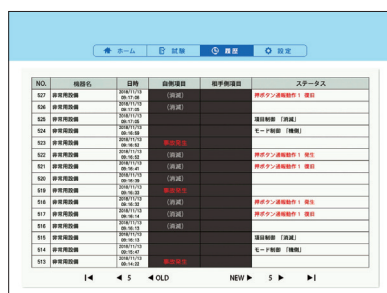 ホーム 試験 履歴 設定
NO. 機器名 日時 自側項目 相手側項目 ステータス
527 非常用設備 2018/11/13 09:17:08 (消滅) 押ボタン通報動作1 復旧
526 非常用設備 2018/11/13 09:17:05 (消滅)
525 非常用設備 2018/11/13 09:17:05 項目制御 「消滅」
524 非常用設備 2018/11/13 09:16:59 モード制御 「機側」
523 非常用設備 2018/11/13 09:16:53 事故発生
522 非常用設備 2018/11/13 09:16:52 (消滅) 押ボタン通報動作1 発生
521 非常用設備 2018/11/13 09:16:41 (消滅) 押ボタン通報動作1 復旧
520 非常用設備 2018/11/13 09:16:39 (消滅)
519 非常用設備 2018/11/13 09:16:33 事故発生
518 非常用設備 2018/11/13 09:16:32 (消滅) 押ボタン通報動作1 発生
517 非常用設備 2018/11/13 09:16:14 (消滅) 押ボタン通報動作1 復旧
516 非常用設備 2018/11/13 09:16:13 (消滅)
515 非常用設備 2018/11/13 09:16:13 項目制御 「消滅」
514 非常用設備 2018/11/13 09:15:47 モード制御 「機側」
513 非常用設備 2018/11/13 09:14:22 事故発生
5 OLD NEW 5